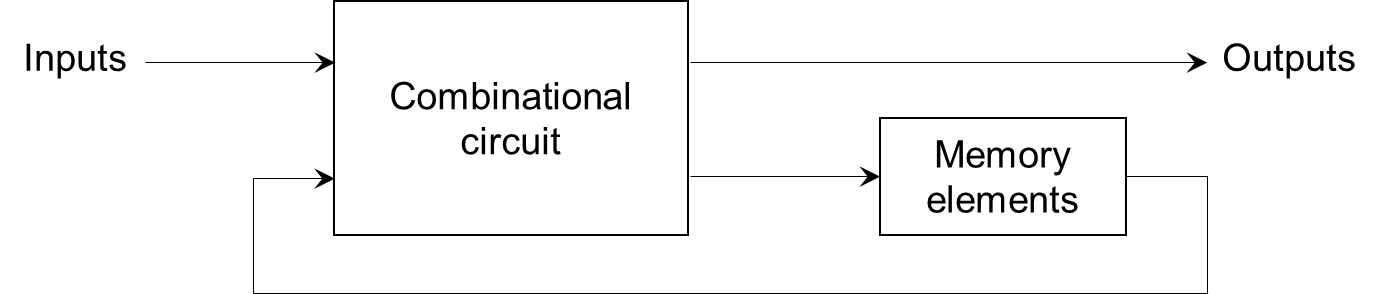 Inputs
Combinational
circuit
Outputs
Memory
elements